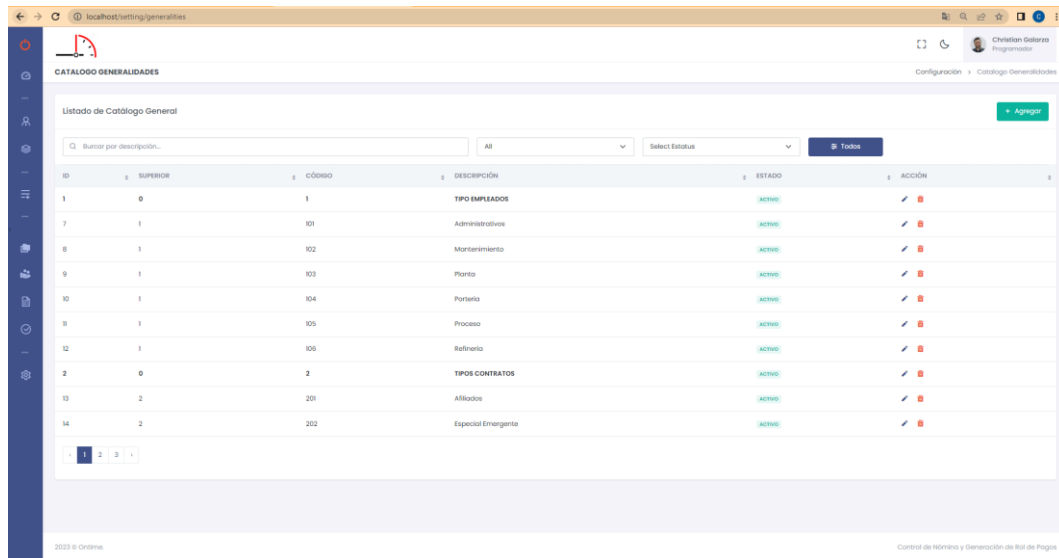 localhost/setting/generalities
C
Christian Galarza
Programador
CATALOGO GENERALIDADES
Configuración > Catalogo Generalidades
Listado de Catálogo General
+ Agregar
Burcar por descripción...
All
Select Estatus
Todos
ID SUPERIOR CÓDIGO DESCRIPCIÓN ESTADO ACCIÓN
1 0 1 TIPO EMPLEADOS ACTIVO
7 1 101 Administrativos ACTIVO
8 1 102 Mantenimiento ACTIVO
9 1 103 Planta ACTIVO
10 1 104 Porteria ACTIVO
11 1 105 Proceso ACTIVO
12 1 106 Refineria ACTIVO
2 0 2 TIPOS CONTRATOS ACTIVO
13 2 201 Afiliados ACTIVO
14 2 202 Especial Emergente ACTIVO
1 2 3
2023 © Ontime.
Control de Nómina y Generación de Rol de Pagos